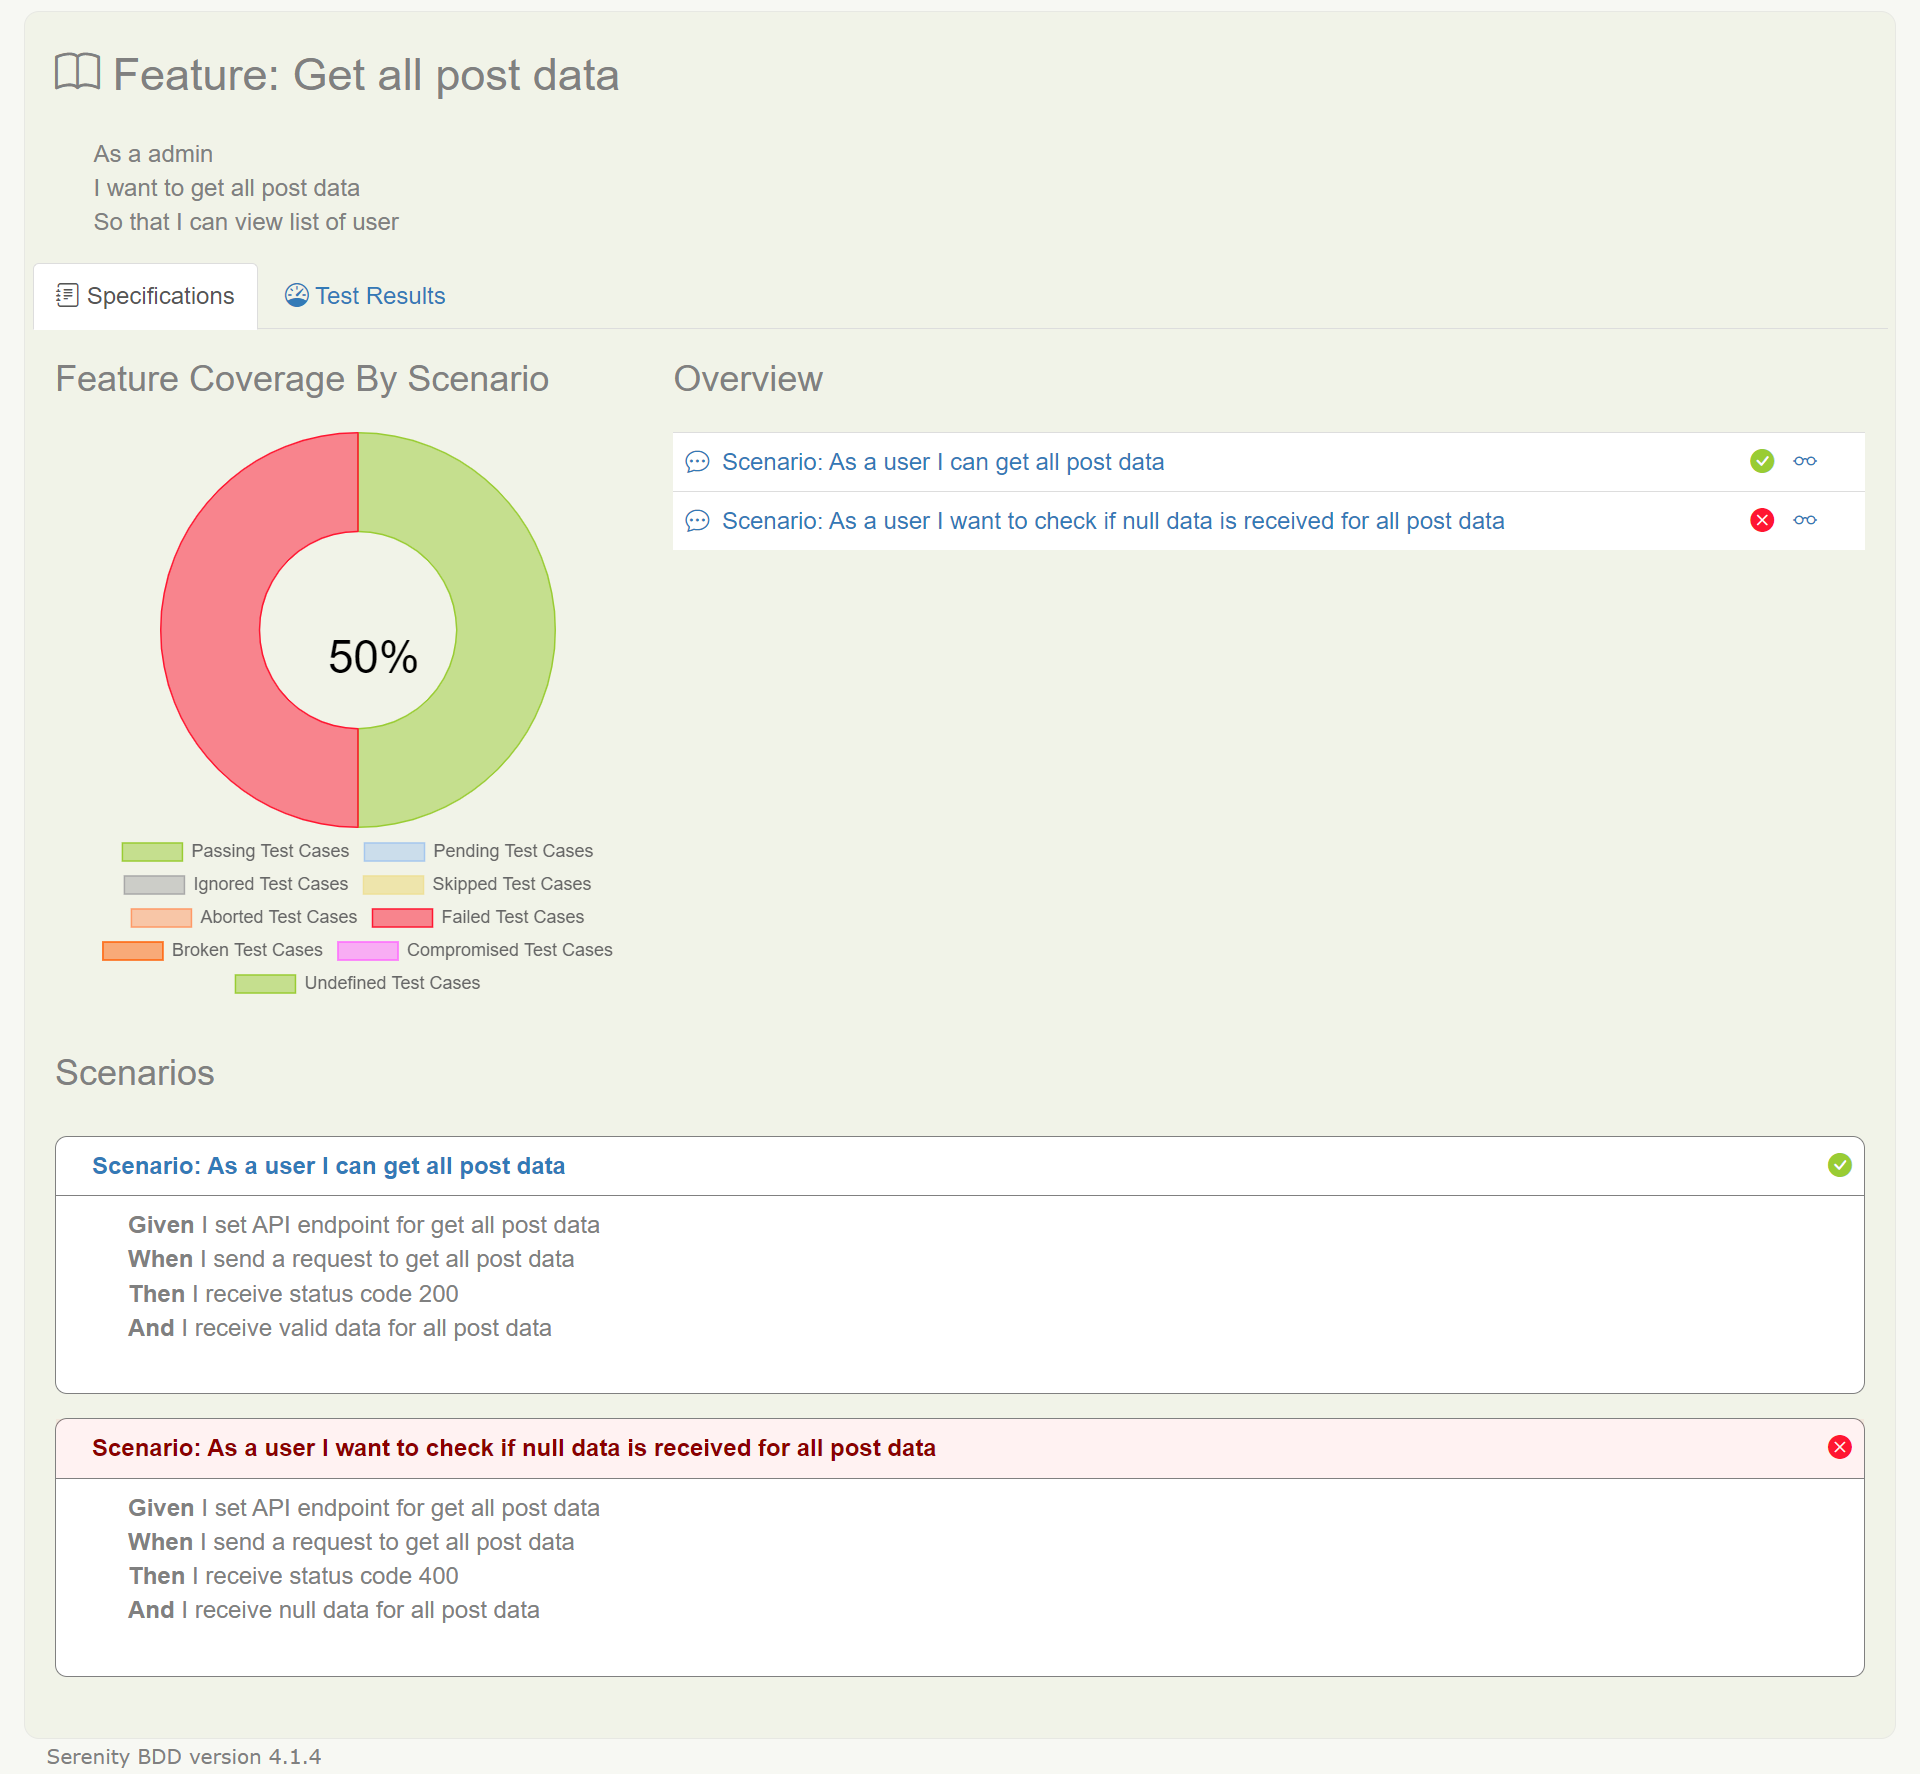 Feature: Get all post data
As a admin
I want to get all post data
So that I can view list of user
Specifications
Test Results
Feature Coverage By Scenario
50%
Passing Test Cases
Pending Test Cases
Ignored Test Cases
Skipped Test Cases
Aborted Test Cases
Failed Test Cases
Broken Test Cases
Compromised Test Cases
Undefined Test Cases
Overview
Scenario: As a user I can get all post data
Scenario: As a user I want to check if null data is received for all post data
Scenarios
Scenario: As a user I can get all post data
Given I set API endpoint for get all post data
When I send a request to get all post data
Then I receive status code 200
And I receive valid data for all post data
Scenario: As a user I want to check if null data is received for all post data
Given I set API endpoint for get all post data
When I send a request to get all post data
Then I receive status code 400
And I receive null data for all post data
Serenity BDD version 4.1.4